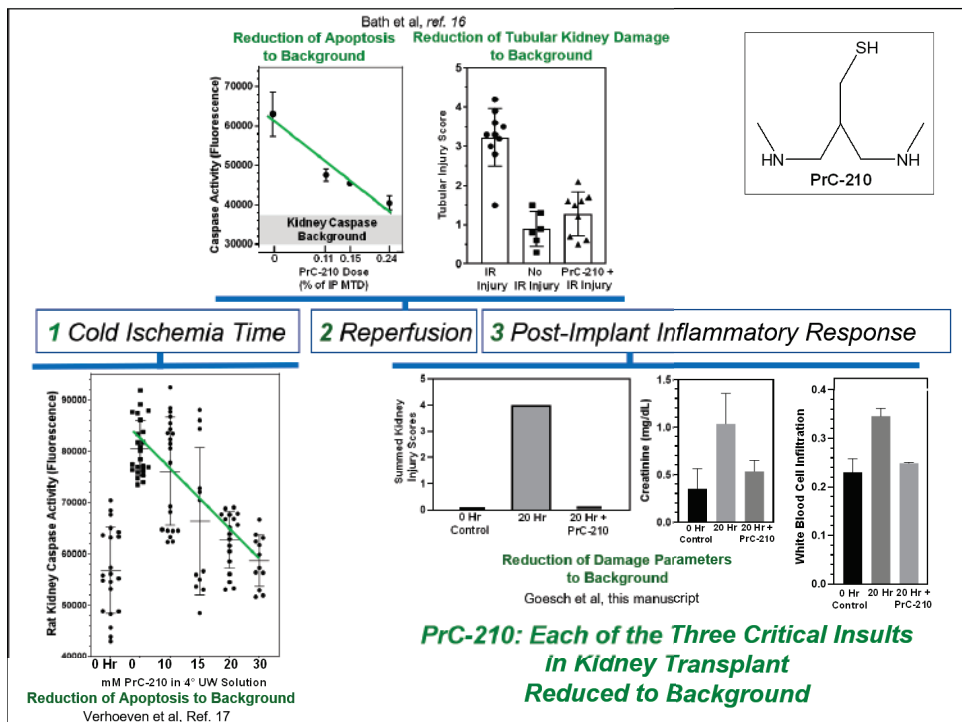 Bath et al, ref. 16
Reduction of Apoptosis
to Background
Caspase Activity (Fluorescence)
70000
60000
50000
40000
30000
Kidney Caspase
Background
0
0.11
0.15
0.24
PrC-210 Dose
(% of IP MTD)
Reduction of Tubular Kidney Damage
to Background
Tubular Injury Score
5
4
3
2
1
0
IR
Injury
No
IR Injury
PrC-210 +
IR Injury
SH
HN
NH
PrC-210
1 Cold Ischemia Time
2 Reperfusion
3 Post-Implant Inflammatory Response
Rat Kidney Caspase Activity (Fluorescence)
90000
80000
70000
60000
50000
40000
0 Hr
0
10
15
20
30
mM PrC-210 in 4° UW Solution
Reduction of Apoptosis to Background
Verhoeven et al, Ref. 17
Summed Kidney
Injury Scores
5
4
3
2
1
0
0 Hr
Control
20 Hr
20 Hr +
PrC-210
Creatinine (mg/dL)
1.5
1.0
0.5
0.0
0 Hr
Control
20 Hr
20 Hr+
PrC-210
White Blood Cell Infiltration
0.4
0.3
0.2
0.1
0.0
0 Hr
Control
20 Hr
20 Hr +
PrC-210
Reduction of Damage Parameters
to Background
Goesch et al, this manuscript
PrC-210: Each of the Three Critical Insults
in Kidney Transplant
Reduced to Background